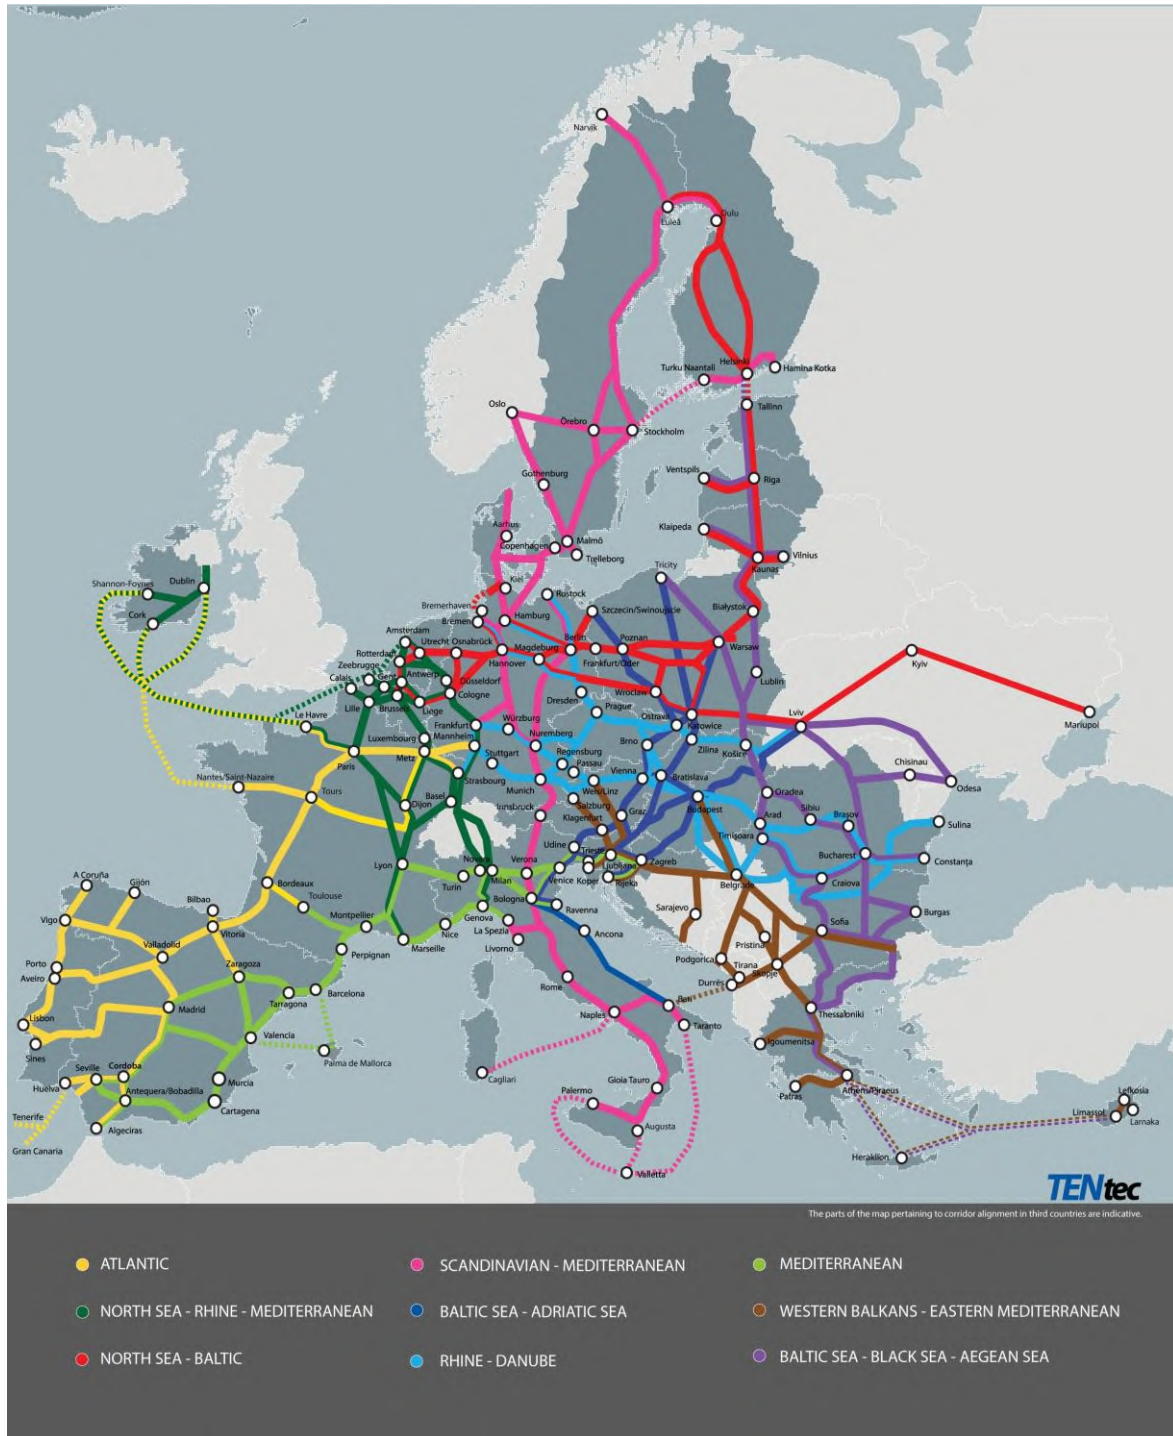 Narvik
Luleå
Oulu
Helsinki
Turku Naantali
Hamina Kotka
Oslo
Tallinn
Örebro
Stockholm
Gothenburg
Ventspils
Riga
Aarhus
Klaipeda
Copenhagen
Malmö
Vilnius
Trelleborg
Kaunas
Tricity
Shannon-Foynes
Dublin
Kiel
Rostock
Bremerhaven
Szczecin/Swinoujscie
Białystok
Cork
Bremen
Hamburg
Amsterdam
Utrecht
Osnabrück
Magdeburg
Berlin
Poznan
Warsaw
Kyiv
Rotterdam
Hannover
Frankfurt/Oder
Zeebrugge
Calais
Gent
Antwerp
Düsseldorf
Lublin
Cologne
Dresden
Wroclaw
Lille
Brussels
Liège
Prague
Le Havre
Frankfurt
Würzburg
Ostrava
Katowice
Lviv
Mariupol
Luxembourg
Mannheim
Nuremberg
Brno
Zilina
Košice
Paris
Metz
Stuttgart
Regensburg
Passau
Nantes/Saint-Nazaire
Strasbourg
Munich
Wels/Linz
Vienna
Bratislava
Chisinau
Odesa
Tours
Dijon
Basel
Innsbruck
Salzburg
Graz
Budapest
Oradea
Klagenfurt
Arad
Sibiu
Braşov
Sulina
Timişoara
Lyon
Novara
Verona
Udine
Trieste
Ljubljana
Zagreb
Bucharest
Constanţa
Turin
Milan
Venice
Koper
Rijeka
Belgrade
Craiova
A Coruña
Gijón
Bilbao
Bordeaux
Toulouse
Bologna
Ravenna
Sarajevo
Burgas
Vigo
Vitoria
Montpellier
Genova
La Spezia
Nice
Marseille
Livorno
Ancona
Sofia
Valladolid
Perpignan
Pristina
Porto
Zaragoza
Podgorica
Tirana
Skopje
Aveiro
Barcelona
Rome
Durrës
Tarragona
Madrid
Bari
Lisbon
Naples
Taranto
Thessaloniki
Sines
Valencia
Igoumenitsa
Palma de Mallorca
Cordoba
Seville
Murcia
Cagliari
Gioia Tauro
Huelva
Antequera/Bobadilla
Palermo
Patras
Athens/Piraeus
Lefkosia
Cartagena
Limassol
Larnaka
Tenerife
Algeciras
Augusta
Gran Canaria
Heraklion
Valletta
TENtec
The parts of the map pertaining to corridor alignment in third countries are indicative.
ATLANTIC
SCANDINAVIAN - MEDITERRANEAN
MEDITERRANEAN
NORTH SEA - RHINE - MEDITERRANEAN
BALTIC SEA - ADRIATIC SEA
WESTERN BALKANS - EASTERN MEDITERRANEAN
NORTH SEA - BALTIC
RHINE - DANUBE
BALTIC SEA - BLACK SEA - AEGEAN SEA